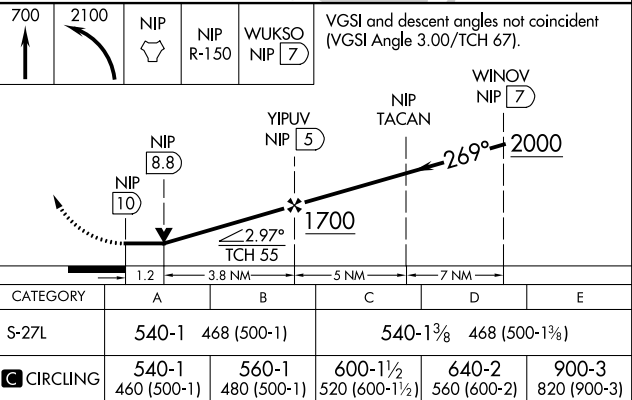 700
2100
NIP
NIP
R-150
WUKSO
NIP 7
VGSI and descent angles not coincident
(VGSI Angle 3.00/TCH 67).
WINOV
NIP 7
NIP
TACAN
YIPUV
NIP 5
NIP
8.8
NIP
10
269°
2000
1700
2.97°
TCH 55
1.2
3.8 NM
5 NM
7 NM
CATEGORY A B C D E
S-27L 540-1 468 (500-1) 540-1⅜ 468 (500-1⅜)
C CIRCLING 540-1 560-1 600-1½ 640-2 900-3
460 (500-1) 480 (500-1) 520 (600-1½) 560 (600-2) 820 (900-3)